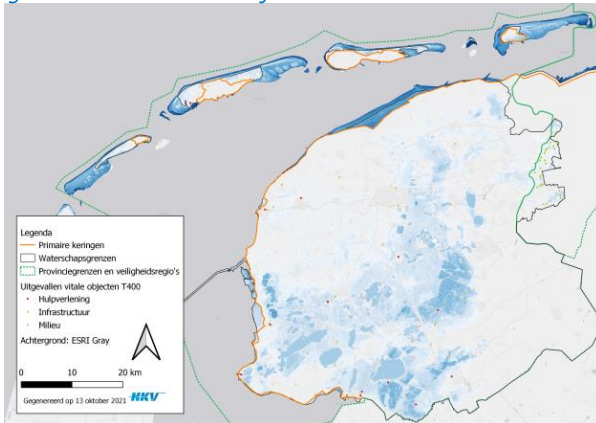 Legenda
Primaire keringen
Waterschapsgrenzen
Provinciegrenzen en veiligheidsregio's
Uitgevallen vitale objecten T400
Hulpverlening
Infrastructuur
Milieu
Achtergrond: ESRI Gray
0 10 20 km
Gegenereerd op 13 oktober 2021 HKV